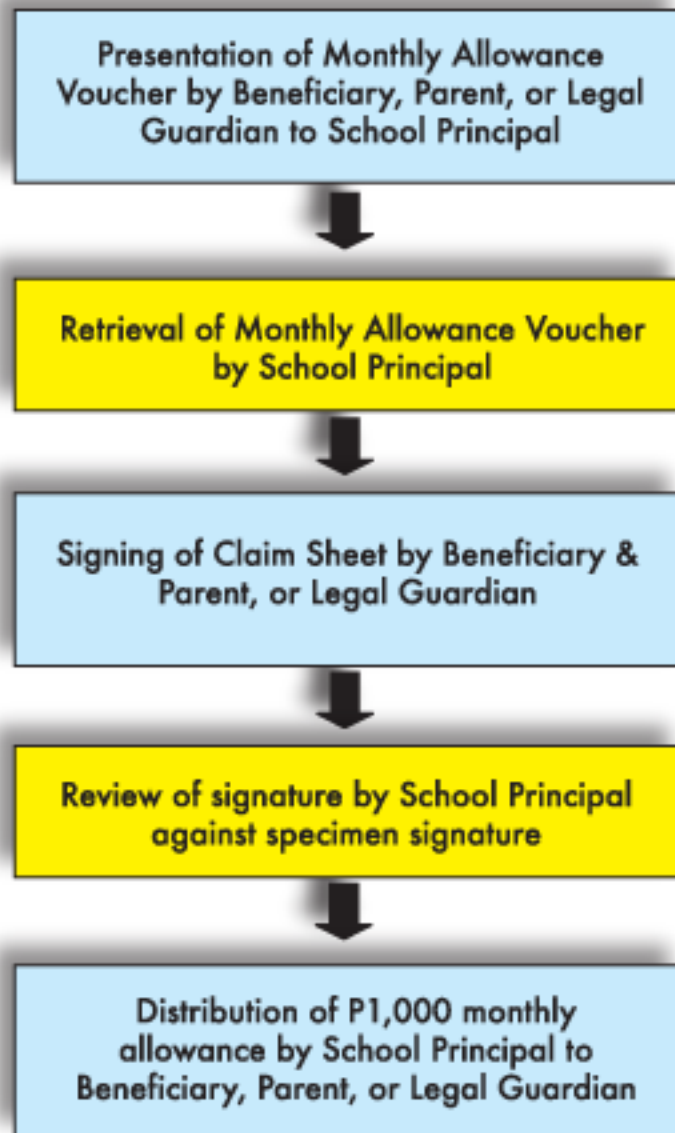 Presentation of Monthly Allowance
Voucher by Beneficiary, Parent, or Legal
Guardian to School Principal
Retrieval of Monthly Allowance Voucher
by School Principal
Signing of Claim Sheet by Beneficiary &
Parent, or Legal Guardian
Review of signature by School Principal
against specimen signature
Distribution of P1,000 monthly
allowance by School Principal to
Beneficiary, Parent, or Legal Guardian